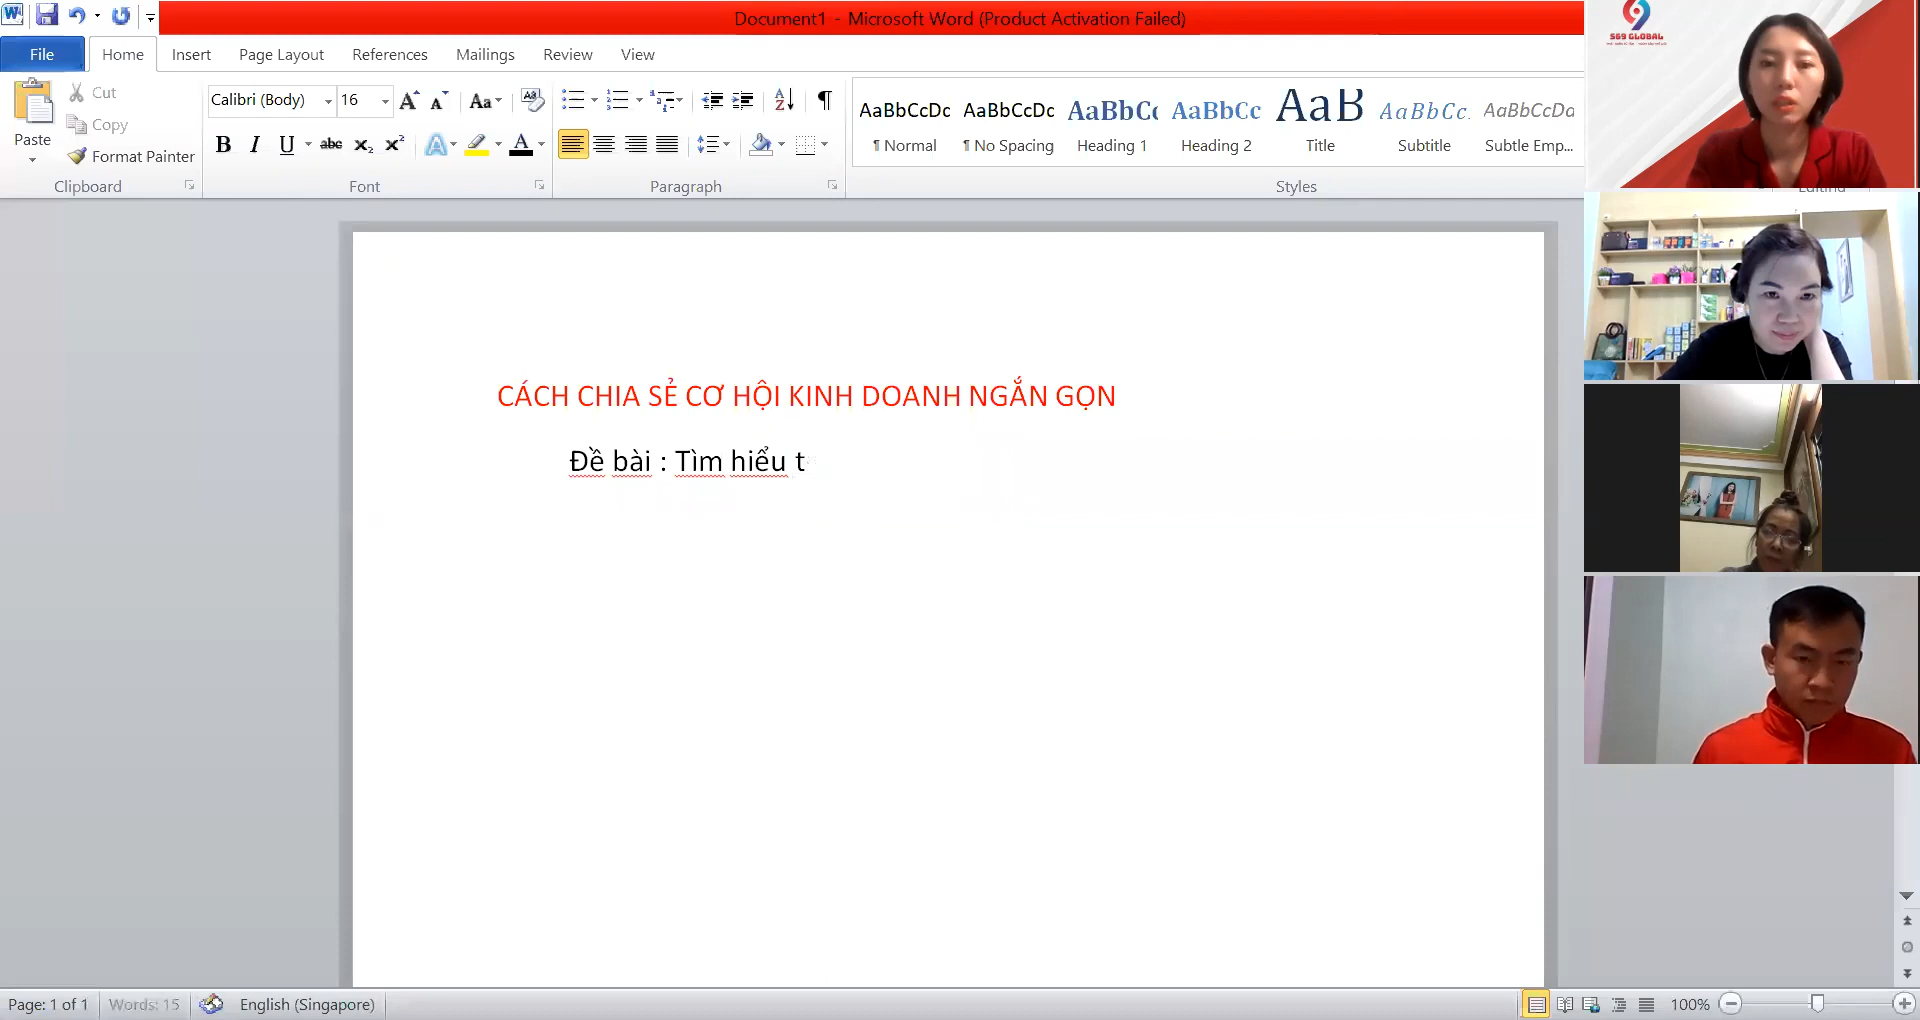 Document1 - Microsoft Word (Product Activation Failed)
File Home Insert Page Layout References Mailings Review View
Paste
Cut
Copy
Format Painter
Clipboard
Calibri (Body) 16
Font
Paragraph
AaBbCcDc AaBbCcDc AaBbCc AaBbCc AaB AaBbCc. AaBbCcDa
¶ Normal ¶ No Spacing Heading 1 Heading 2 Title Subtitle Subtle Emp...
Styles
Editing
S69 GLOBAL
CÁCH CHIA SẺ CƠ HỘI KINH DOANH NGẮN GỌN
Đề bài : Tìm hiểu t
Page: 1 of 1 Words: 15 English (Singapore) 100%